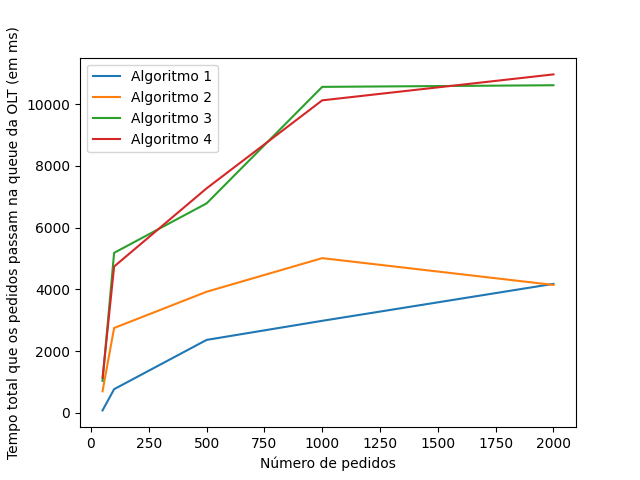 Tempo total que os pedidos passam na queue da OLT (em ms)
Algoritmo 1
Algoritmo 2
Algoritmo 3
Algoritmo 4
10000
8000
6000
4000
2000
0
0 250 500 750 1000 1250 1500 1750 2000
Número de pedidos